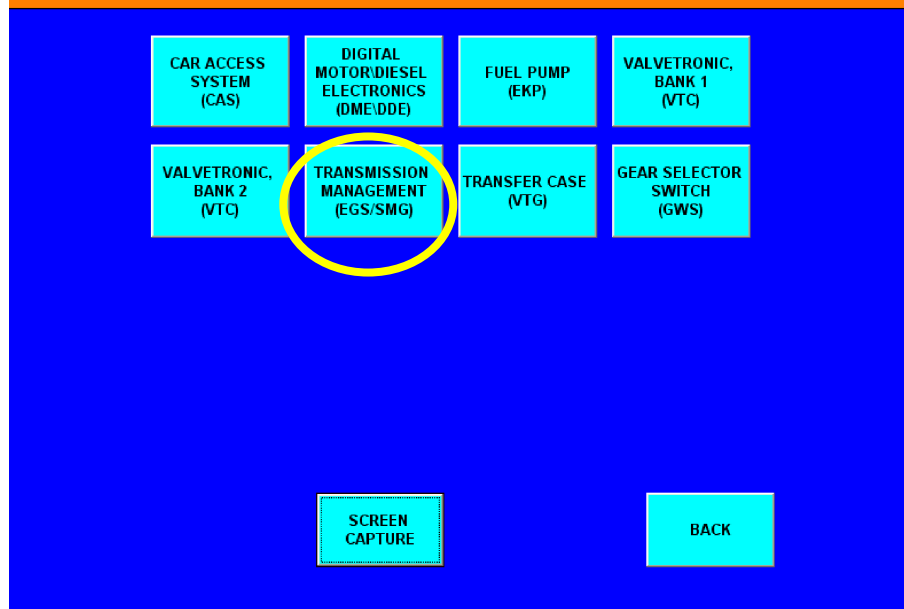 CAR ACCESS
SYSTEM
(CAS)
DIGITAL
MOTOR\DIESEL
ELECTRONICS
(DME\DDE)
FUEL PUMP
(EKP)
VALVETRONIC,
BANK 1
(VTC)
VALVETRONIC,
BANK 2
(VTC)
TRANSMISSION
MANAGEMENT
(EGS/SMG)
TRANSFER CASE
(VTG)
GEAR SELECTOR
SWITCH
(GWS)
SCREEN
CAPTURE
BACK